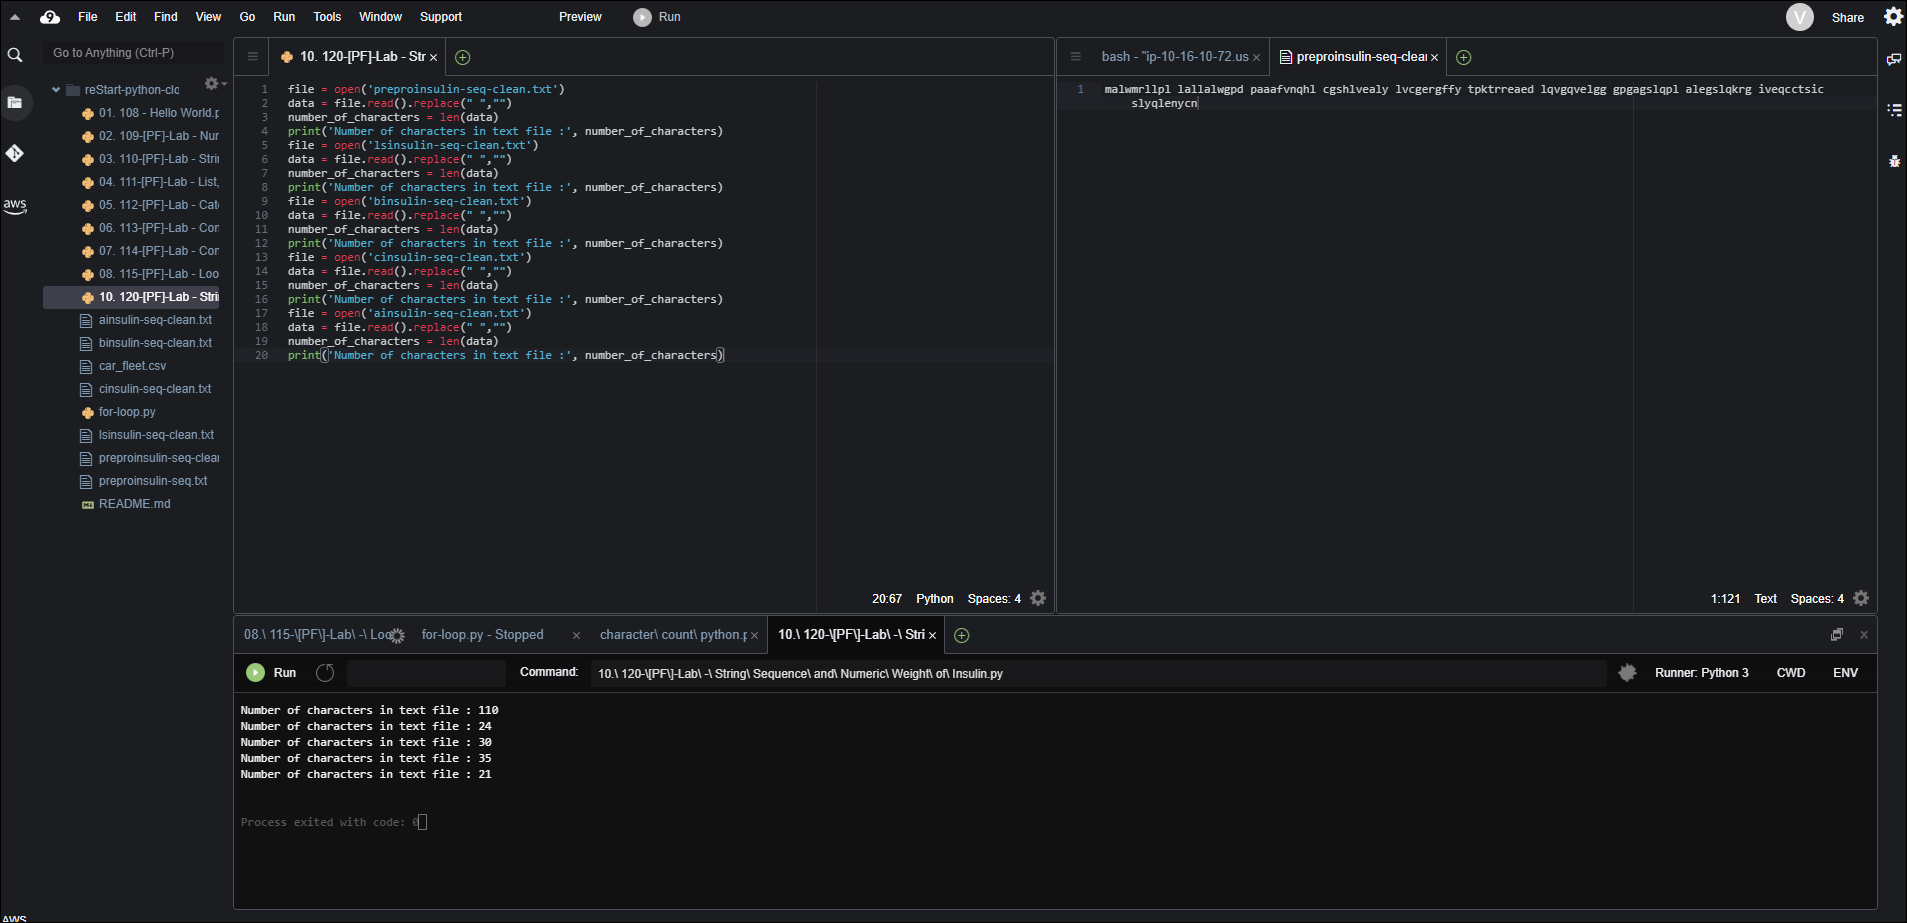 File Edit Find View Go Run Tools Window Support Preview Run V Share
Go to Anything (Ctrl-P)
reStart-python-clo
01. 108 - Hello World.p
02. 109-[PF]-Lab - Nur
03. 110-[PF]-Lab - Strin
04. 111-[PF]-Lab - List,
05. 112-[PF]-Lab - Cate
06. 113-[PF]-Lab - Con
07. 114-[PF]-Lab - Con
08. 115-[PF]-Lab - Loo
10. 120-[PF]-Lab - Stri
ainsulin-seq-clean.txt
binsulin-seq-clean.txt
car_fleet.csv
cinsulin-seq-clean.txt
for-loop.py
lsinsulin-seq-clean.txt
preproinsulin-seq-clear
preproinsulin-seq.txt
README.md
aws
AWS
10. 120-[PF]-Lab - Str
1 file = open('preproinsulin-seq-clean.txt')
2 data = file.read().replace(" ","")
3 number_of_characters = len(data)
4 print('Number of characters in text file :', number_of_characters)
5 file = open('lsinsulin-seq-clean.txt')
6 data = file.read().replace(" ","")
7 number_of_characters = len(data)
8 print('Number of characters in text file :', number_of_characters)
9 file = open('binsulin-seq-clean.txt')
10 data = file.read().replace(" ","")
11 number_of_characters = len(data)
12 print('Number of characters in text file :', number_of_characters)
13 file = open('cinsulin-seq-clean.txt')
14 data = file.read().replace(" ","")
15 number_of_characters = len(data)
16 print('Number of characters in text file :', number_of_characters)
17 file = open('ainsulin-seq-clean.txt')
18 data = file.read().replace(" ","")
19 number_of_characters = len(data)
20 print('Number of characters in text file :', number_of_characters)
20:67 Python Spaces: 4
bash - "ip-10-16-10-72.us preproinsulin-seq-clear
1 malwmrllpl lallalwgpd paaafvnqhl cgshlvealy lvcgergffy tpktrreaed lqvgqvelgg gpgagslqpl alegslqkrg iveqcctsic
slyqlenycn
1:121 Text Spaces: 4
08.\ 115-\[PF\]-Lab\ -\ Loo for-loop.py - Stopped character\ count\ python.p 10.\ 120-\[PF\]-Lab\ -\ Stri
Run Command: 10.\ 120-\[PF\]-Lab\ -\ String\ Sequence\ and\ Numeric\ Weight\ of\ Insulin.py Runner: Python 3 CWD ENV
Number of characters in text file : 110
Number of characters in text file : 24
Number of characters in text file : 30
Number of characters in text file : 35
Number of characters in text file : 21
Process exited with code: 0